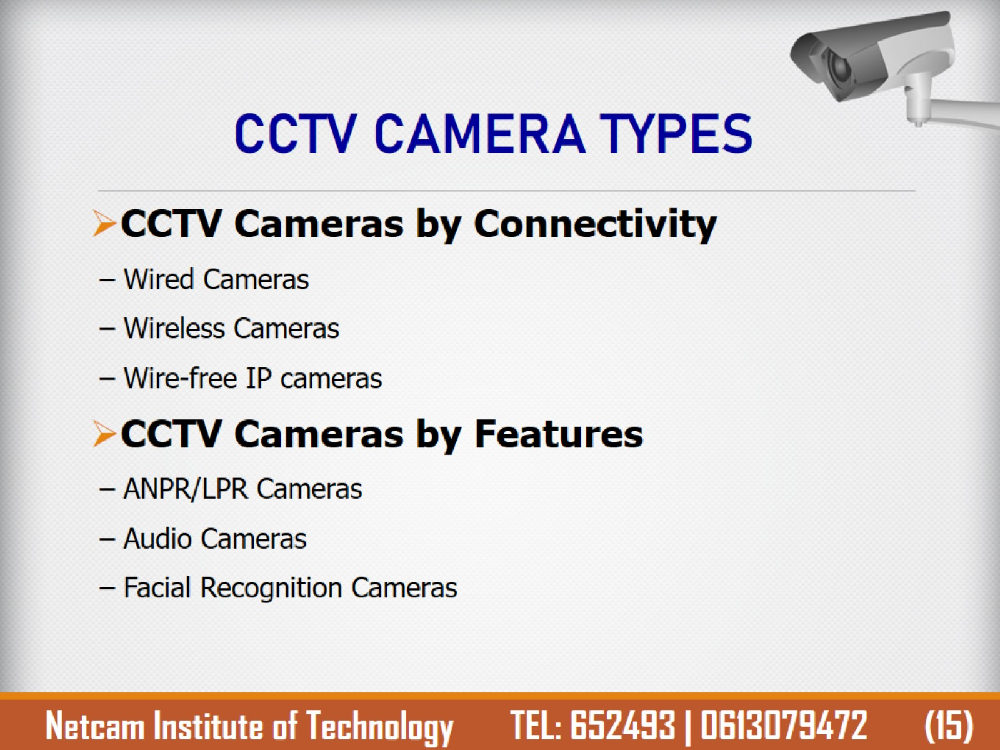 CCTV CAMERA TYPES
CCTV Cameras by Connectivity
– Wired Cameras
– Wireless Cameras
– Wire-free IP cameras
CCTV Cameras by Features
– ANPR/LPR Cameras
– Audio Cameras
– Facial Recognition Cameras
Netcam Institute of Technology TEL: 652493 | 0613079472 (15)